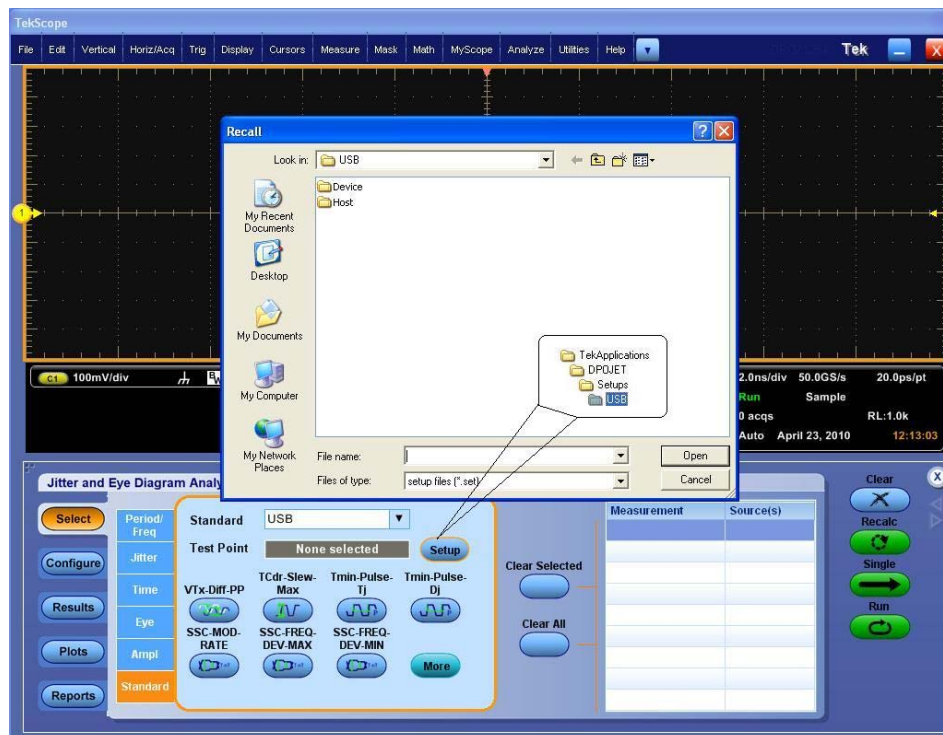 TekScope
File Edit Vertical Horiz/Acq Trig Display Cursors Measure Mask Math MyScope Analyze Utilities Help Tek
Recall
Look in: USB
Device
Host
My Recent Documents
Desktop
My Documents
My Computer
My Network Places
TekApplications
DPOJET
Setups
USB
File name:
Open
Files of type: setup files (*.set)
Cancel
1
C1 100mV/div
2.0ns/div 50.0GS/s 20.0ps/pt
Run Sample
0 acqs RL:1.0k
Auto April 23, 2010 12:13:03
Jitter and Eye Diagram
Clear
Recalc
Single
Run
Select
Configure
Results
Plots
Reports
Period/Freq
Jitter
Time
Eye
Ampl
Standard
Standard USB
Test Point None selected Setup
VTx-Diff-PP
TCdr-Slew-Max
Tmin-Pulse-Tj
Tmin-Pulse-Dj
SSC-MOD-RATE
SSC-FREQ-DEV-MAX
SSC-FREQ-DEV-MIN
More
Clear Selected
Clear All
Measurement Source(s)